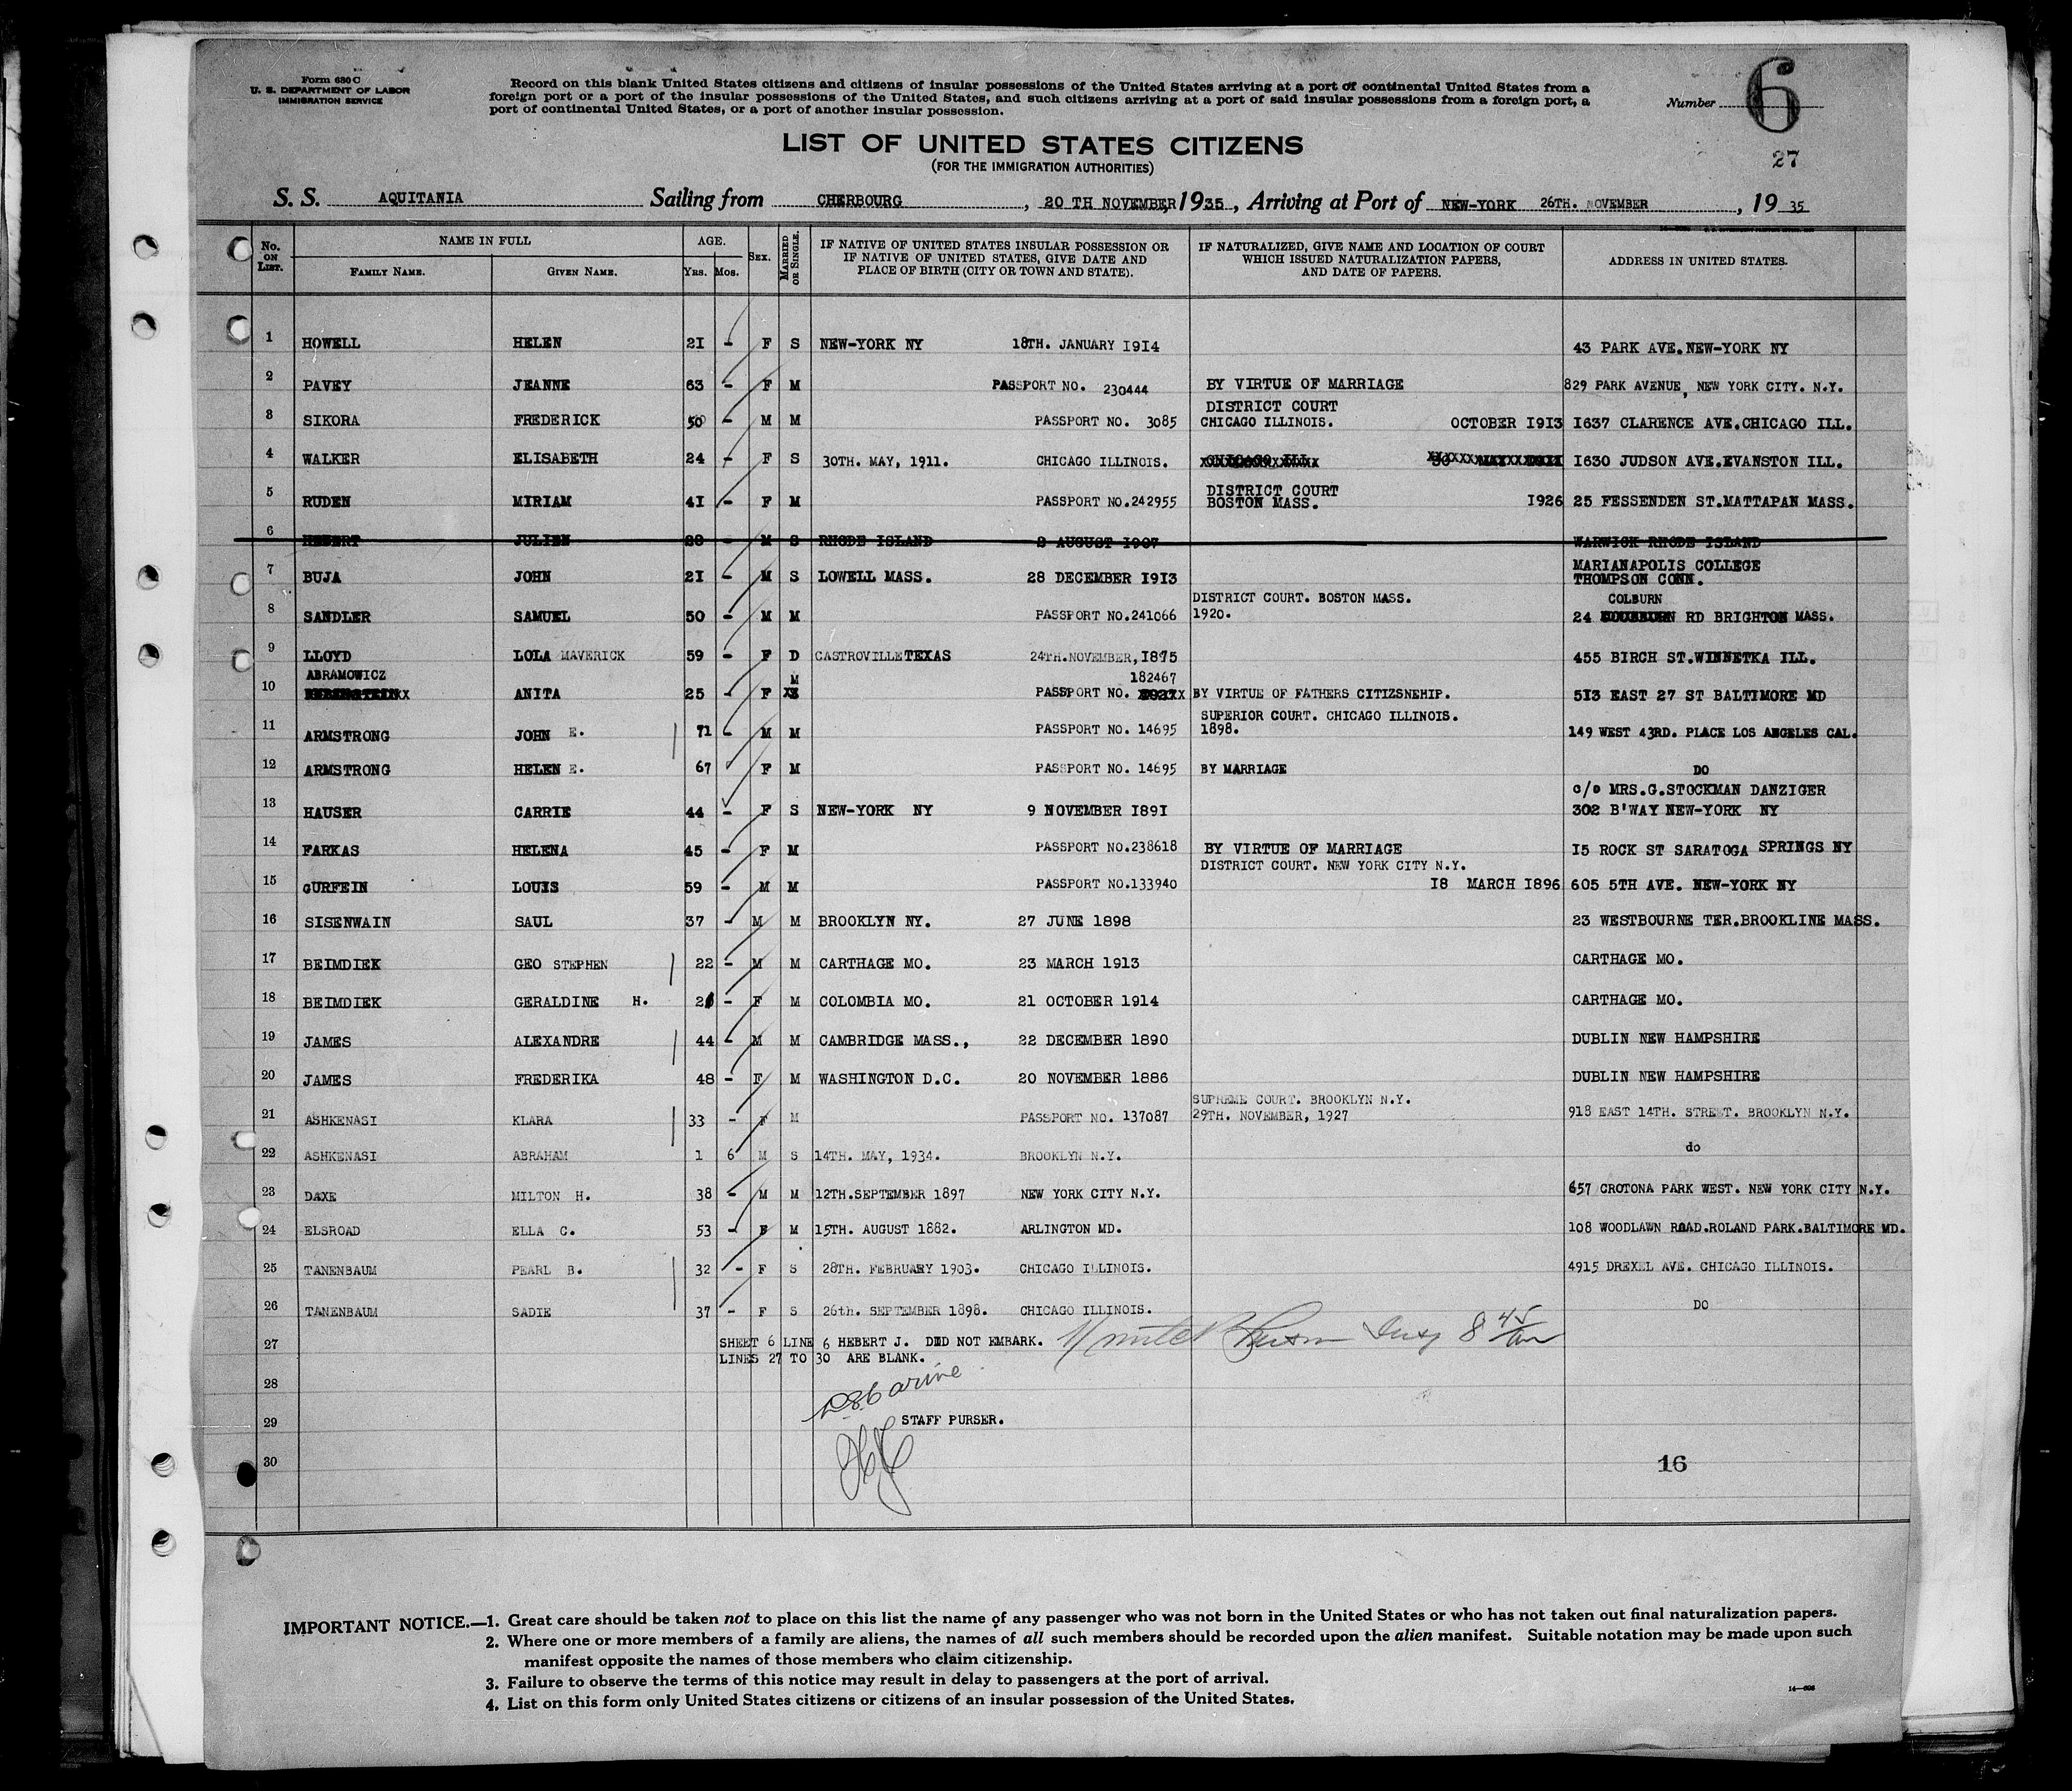 Form 630 C
U. S. DEPARTMENT OF LABOR
IMMIGRATION SERVICE
Record on this blank United States citizens and citizens of insular possessions of the United States arriving at a port of continental United States from a
foreign port or a port of the insular possessions of the United States, and such citizens arriving at a port of said insular possessions from a foreign port, a
port of continental United States, or a port of another insular possession.
Number 6
27
LIST OF UNITED STATES CITIZENS
(FOR THE IMMIGRATION AUTHORITIES)
S. S. AQUITANIA Sailing from CHERBOURG, 20 TH NOVEMBER, 1935, Arriving at Port of NEW-YORK 26TH. NOVEMBER, 1935
No. ON LIST. NAME IN FULL FAMILY NAME. GIVEN NAME. AGE. YRS. MOS. SEX. MARRIED OR SINGLE. IF NATIVE OF UNITED STATES INSULAR POSSESSION OR IF NATIVE OF UNITED STATES, GIVE DATE AND PLACE OF BIRTH (CITY OR TOWN AND STATE). IF NATURALIZED, GIVE NAME AND LOCATION OF COURT WHICH ISSUED NATURALIZATION PAPERS, AND DATE OF PAPERS. ADDRESS IN UNITED STATES.
1 HOWELL HELEN 21 - F S NEW-YORK NY 18TH. JANUARY 1914 43 PARK AVE.NEW-YORK NY
2 PAVEY JEANNE 63 - F M PASSPORT NO. 230444 BY VIRTUE OF MARRIAGE 829 PARK AVENUE, NEW YORK CITY. N.Y.
3 SIKORA FREDERICK 50 - M M PASSPORT NO. 3085 DISTRICT COURT CHICAGO ILLINOIS. OCTOBER 1913 1637 CLARENCE AVE.CHICAGO ILL.
4 WALKER ELISABETH 24 - F S 30TH. MAY, 1911. CHICAGO ILLINOIS. 1630 JUDSON AVE.EVANSTON ILL.
5 RUDEN MIRIAM 41 - F M PASSPORT NO.242955 DISTRICT COURT BOSTON MASS. 1926 25 FESSENDEN ST.MATTAPAN MASS.
6 HEBERT JULIEN 28 - M S RHODE ISLAND 2 AUGUST 1907 WARWICK RHODE ISLAND
7 BUJA JOHN 21 - M S LOWELL MASS. 28 DECEMBER 1913 MARIANAPOLIS COLLEGE THOMPSON CONN.
8 SANDLER SAMUEL 50 - M M PASSPORT NO.241066 DISTRICT COURT. BOSTON MASS. 1920. 24 COLBURN RD BRIGHTON MASS.
9 LLOYD LOLA MAVERICK 59 - F D CASTROVILLE TEXAS 24TH.NOVEMBER,1875 455 BIRCH ST.WINNETKA ILL.
10 ABRAMOWICZ ANITA 25 - F M PASSPORT NO. 182467 BY VIRTUE OF FATHERS CITIZSNEHIP. 513 EAST 27 ST BALTIMORE MD
11 ARMSTRONG JOHN E. 71 - M M PASSPORT NO. 14695 SUPERIOR COURT. CHICAGO ILLINOIS. 1898. 149 WEST 43RD. PLACE LOS ANGELES CAL.
12 ARMSTRONG HELEN E. 67 F M PASSPORT NO. 14695 BY MARRIAGE DO
13 HAUSER CARRIE 44 - F S NEW-YORK NY 9 NOVEMBER 1891 c/o MRS.G.STOCKMAN DANZIGER 302 B'WAY NEW-YORK NY
14 FARKAS HELENA 45 - F M PASSPORT NO.238618 BY VIRTUE OF MARRIAGE 15 ROCK ST SARATOGA SPRINGS NY
15 GURFEIN LOUIS 59 - M M PASSPORT NO.133940 DISTRICT COURT. NEW YORK CITY N.Y. 18 MARCH 1896 605 5TH AVE. NEW-YORK NY
16 SISENWAIN SAUL 37 - M M BROOKLYN NY. 27 JUNE 1898 23 WESTBOURNE TER.BROOKLINE MASS.
17 BEIMDIEK GEO STEPHEN 22 - M M CARTHAGE MO. 23 MARCH 1913 CARTHAGE MO.
18 BEIMDIEK GERALDINE H. 21 - F M COLOMBIA MO. 21 OCTOBER 1914 CARTHAGE MO.
19 JAMES ALEXANDRE 44 - M M CAMBRIDGE MASS., 22 DECEMBER 1890 DUBLIN NEW HAMPSHIRE
20 JAMES FREDERIKA 48 - F M WASHINGTON D.C. 20 NOVEMBER 1886 DUBLIN NEW HAMPSHIRE
21 ASHKENASI KLARA 33 - F M PASSPORT NO. 137087 SUPREME COURT. BROOKLYN N.Y. 29TH. NOVEMBER, 1927 918 EAST 14TH. STREET. BROOKLYN N.Y.
22 ASHKENASI ABRAHAM 1 6 M S 14TH. MAY, 1934. BROOKLYN N.Y. do
23 DAXE MILTON H. 38 - M M 12TH.SEPTEMBER 1897 NEW YORK CITY N.Y. 657 CROTONA PARK WEST. NEW YORK CITY N.Y.
24 ELSROAD ELLA C. 53 - F M 15TH. AUGUST 1882. ARLINGTON MD. 108 WOODLAWN ROAD.ROLAND PARK.BALTIMORE MD.
25 TANENBAUM PEARL B. 32 - F S 28TH. FEBRUARY 1903. CHICAGO ILLINOIS. 4915 DREXEL AVE. CHICAGO ILLINOIS.
26 TANENBAUM SADIE 37 - F S 26th. SEPTEMBER 1898. CHICAGO ILLINOIS. DO
27 SHEET 6 LINE 6 HEBERT J. DID NOT EMBARK. 8 45
LINES 27 TO 30 ARE BLANK.
28
29 STAFF PURSER.
30 16
IMPORTANT NOTICE.—1. Great care should be taken not to place on this list the name of any passenger who was not born in the United States or who has not taken out final naturalization papers.
2. Where one or more members of a family are aliens, the names of all such members should be recorded upon the alien manifest. Suitable notation may be made upon such
manifest opposite the names of those members who claim citizenship.
3. Failure to observe the terms of this notice may result in delay to passengers at the port of arrival.
4. List on this form only United States citizens or citizens of an insular possession of the United States.